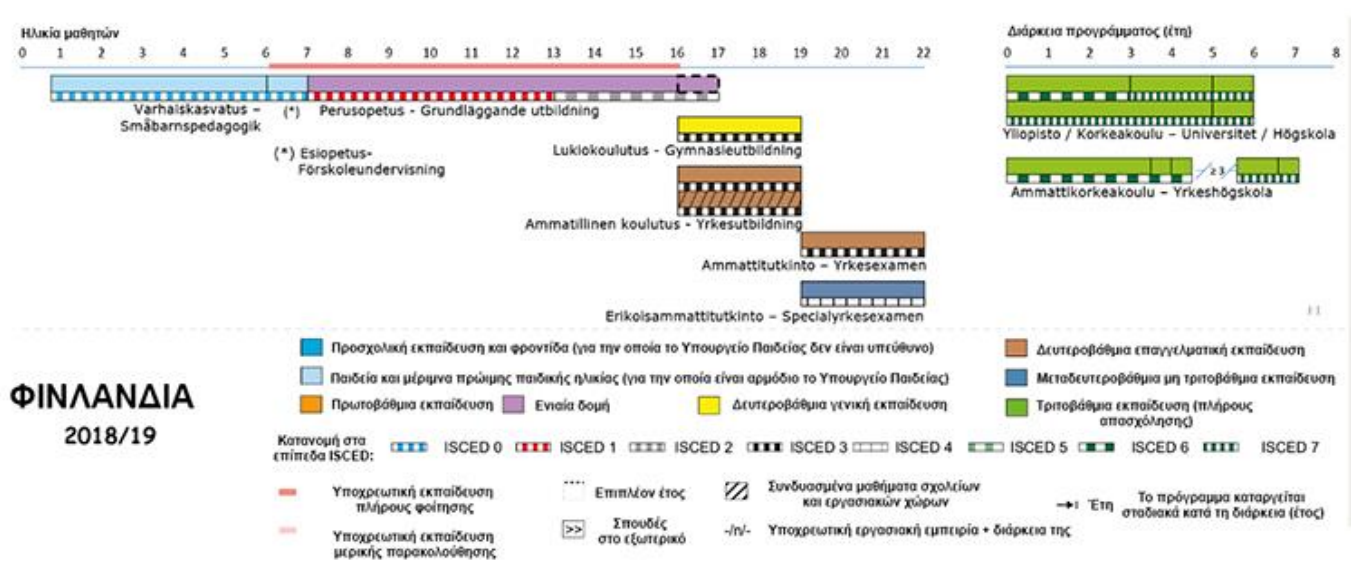 Ηλικία μαθητών
Διάρκεια προγράμματος (έτη)
0 1 2 3 4 5 6 7 8 9 10 11 12 13 14 15 16 17 18 19 20 21 22
0 1 2 3 4 5 6 7 8
Varhaiskasvatus –
Småbarnspedagogik
(*)
Perusopetus - Grundläggande utbildning
(*) Esiopetus-
Förskoleundervisning
Lukiokoulutus - Gymnasieutbildning
Ammatillinen koulutus - Yrkesutbildning
Ammattitutkinto – Yrkesexamen
Erikoisammattitutkinto – Specialyrkesexamen
Yliopisto / Korkeakoulu – Universitet / Högskola
≥3
Ammattikorkeakoulu – Yrkeshögskola
ΦΙΝΛΑΝΔΙΑ
2018/19
Προσχολική εκπαίδευση και φροντίδα (για την οποία το Υπουργείο Παιδείας δεν είναι υπεύθυνο)
Δευτεροβάθμια επαγγελματική εκπαίδευση
Παιδεία και μέριμνα πρώιμης παιδικής ηλικίας (για την οποία είναι αρμόδιο το Υπουργείο Παιδείας)
Μεταδευτεροβάθμια μη τριτοβάθμια εκπαίδευση
Πρωτοβάθμια εκπαίδευση
Ενιαία δομή
Δευτεροβάθμια γενική εκπαίδευση
Τριτοβάθμια εκπαίδευση (πλήρους
απασχόλησης)
Κατανομή στα
επίπεδα ISCED:
ISCED 0 ISCED 1 ISCED 2 ISCED 3 ISCED 4 ISCED 5 ISCED 6 ISCED 7
Υποχρεωτική εκπαίδευση
πλήρους φοίτησης
Επιπλέον έτος
Συνδυασμένα μαθήματα σχολείων
και εργασιακών χώρων
Έτη
Το πρόγραμμα καταργείται
σταδιακά κατά τη διάρκεια (έτος)
Υποχρεωτική εκπαίδευση
μερικής παρακολούθησης
>>
Σπουδές
στο εξωτερικό
-/n/- Υποχρεωτική εργασιακή εμπειρία + διάρκεια της